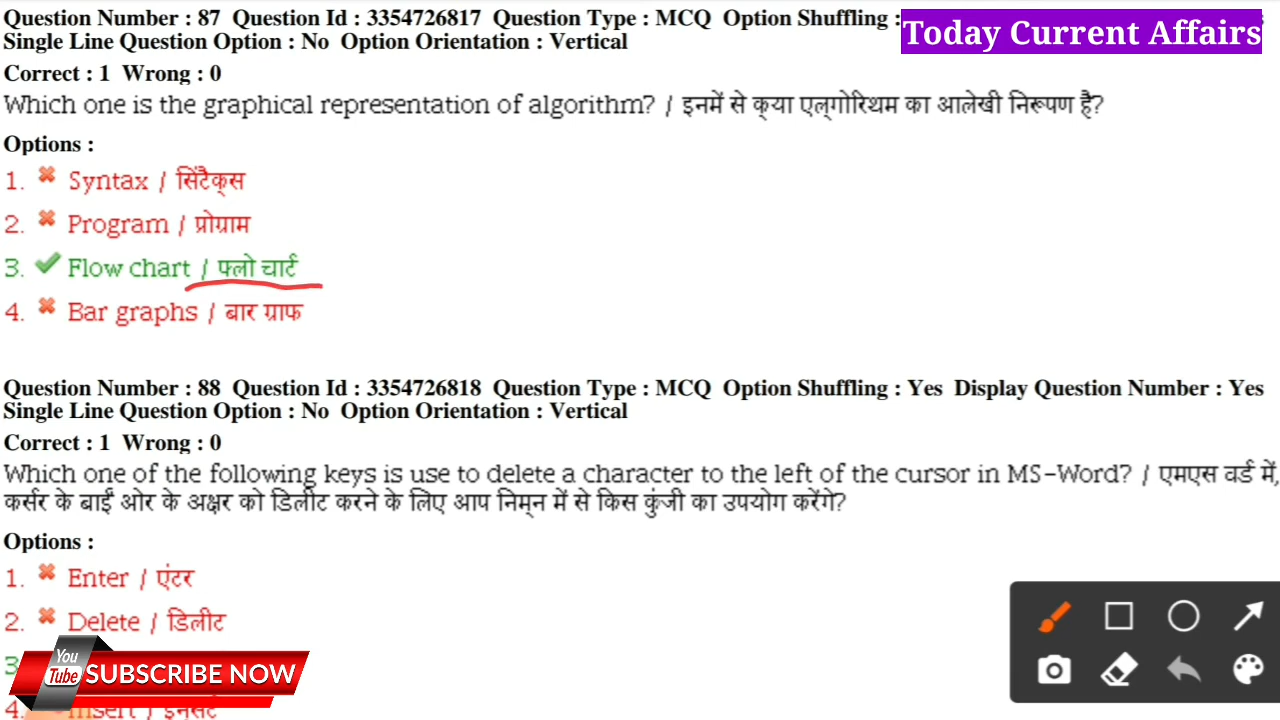 Question Number : 87 Question Id : 3354726817 Question Type : MCQ Option Shuffling :
Today Current Affairs
Single Line Question Option : No Option Orientation : Vertical
Correct : 1 Wrong : 0
Which one is the graphical representation of algorithm? / इनमें से क्या एल्गोरिथम का आलेखी निरूपण है?
Options :
1. Syntax / सिंटैक्स
2. Program / प्रोग्राम
3. Flow chart / फ्लो चार्ट
4. Bar graphs / बार ग्राफ
Question Number : 88 Question Id : 3354726818 Question Type : MCQ Option Shuffling : Yes Display Question Number : Yes
Single Line Question Option : No Option Orientation : Vertical
Correct : 1 Wrong : 0
Which one of the following keys is use to delete a character to the left of the cursor in MS-Word? / एमएस वर्ड में,
कर्सर के बाईं ओर के अक्षर को डिलीट करने के लिए आप निम्न में से किस कुंजी का उपयोग करेंगे?
Options :
1. Enter / एंटर
2. Delete / डिलीट
3
You Tube SUBSCRIBE NOW
4. Insert / इन्सर्ट